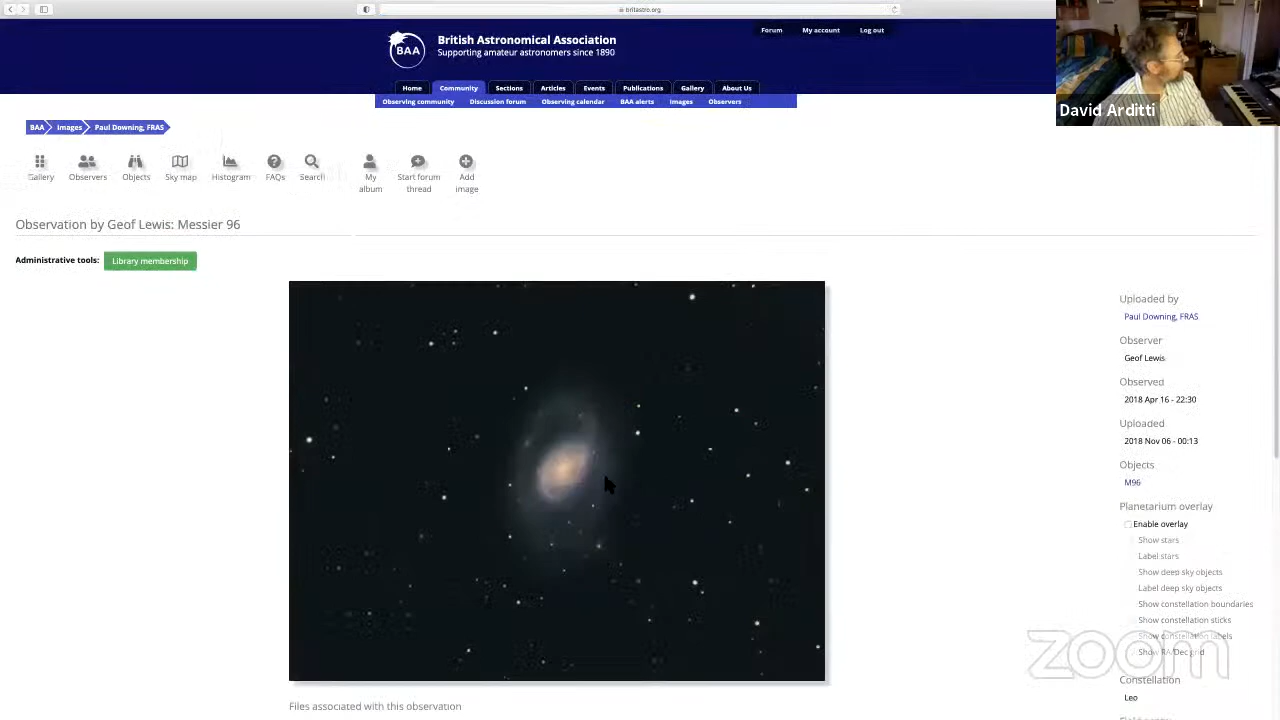 britastro.org
BAA
British Astronomical Association
Supporting amateur astronomers since 1890
Forum My account Log out
Home Community Sections Articles Events Publications Gallery About Us
Observing community Discussion forum Observing calendar BAA alerts Images Observers
David Arditti
BAA Images Paul Downing, FRAS
Gallery Observers Objects Sky map Histogram FAQs Search My album Start forum thread Add image
Observation by Geof Lewis: Messier 96
Administrative tools: Library membership
Uploaded by
Paul Downing, FRAS
Observer
Geof Lewis
Observed
2018 Apr 16 - 22:30
Uploaded
2018 Nov 06 - 00:13
Objects
M96
Planetarium overlay
Enable overlay
Show stars
Label stars
Show deep sky objects
Label deep sky objects
Show constellation boundaries
Show constellation sticks
Show constellation labels
Show RA/Dec grid
zoom
Constellation
Leo
Files associated with this observation